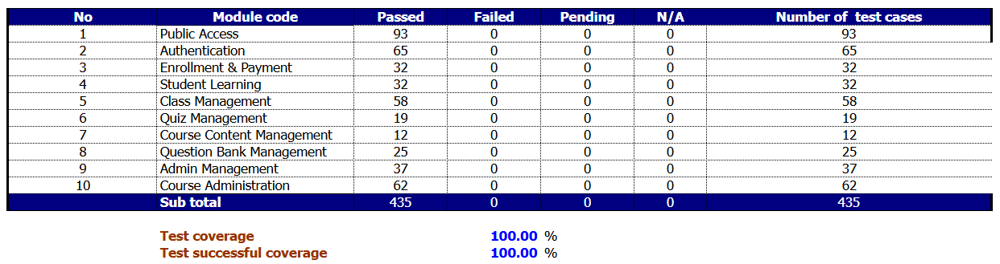 No Module code Passed Failed Pending N/A Number of test cases
1 Public Access 93 0 0 0 93
2 Authentication 65 0 0 0 65
3 Enrollment & Payment 32 0 0 0 32
4 Student Learning 32 0 0 0 32
5 Class Management 58 0 0 0 58
6 Quiz Management 19 0 0 0 19
7 Course Content Management 12 0 0 0 12
8 Question Bank Management 25 0 0 0 25
9 Admin Management 37 0 0 0 37
10 Course Administration 62 0 0 0 62
Sub total 435 0 0 0 435
Test coverage 100.00 %
Test successful coverage 100.00 %